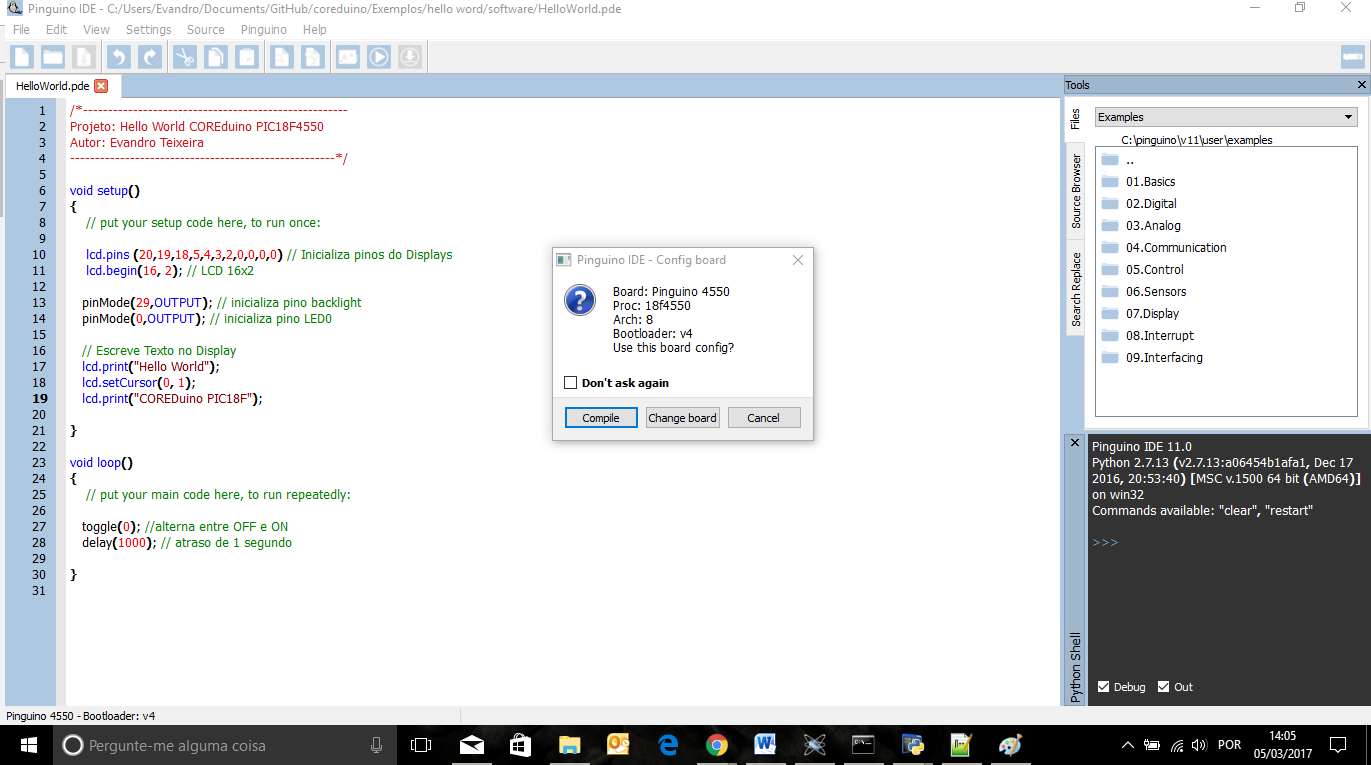 Pinguino IDE - C:/Users/Evandro/Documents/GitHub/coreduino/Exemplos/hello word/software/HelloWorld.pde
File Edit View Settings Source Pinguino Help
HelloWorld.pde
1 /*-----------------------------------------------------
2 Projeto: Hello World COREduino PIC18F4550
3 Autor: Evandro Teixeira
4 -----------------------------------------------------*/
5
6 void setup()
7 {
8 // put your setup code here, to run once:
9
10 lcd.pins (20,19,18,5,4,3,2,0,0,0,0) // Inicializa pinos do Displays
11 lcd.begin(16, 2); // LCD 16x2
12
13 pinMode(29,OUTPUT); // inicializa pino backlight
14 pinMode(0,OUTPUT); // inicializa pino LED0
15
16 // Escreve Texto no Display
17 lcd.print("Hello World");
18 lcd.setCursor(0, 1);
19 lcd.print("COREDuino PIC18F");
20
21 }
22
23 void loop()
24 {
25 // put your main code here, to run repeatedly:
26
27 toggle(0); //alterna entre OFF e ON
28 delay(1000); // atraso de 1 segundo
29
30 }
31
Pinguino IDE - Config board
Board: Pinguino 4550
Proc: 18f4550
Arch: 8
Bootloader: v4
Use this board config?
Don't ask again
Compile Change board Cancel
Tools
Files
Source Browser
Search Replace
Examples
C:\pinguino\v11\user\examples
..
01.Basics
02.Digital
03.Analog
04.Communication
05.Control
06.Sensors
07.Display
08.Interrupt
09.Interfacing
Python Shell
Pinguino IDE 11.0
Python 2.7.13 (v2.7.13:a06454b1afa1, Dec 17
2016, 20:53:40) [MSC v.1500 64 bit (AMD64)]
on win32
Commands available: "clear", "restart"
>>>
Debug Out
Pinguino 4550 - Bootloader: v4
Pergunte-me alguma coisa
POR
14:05
05/03/2017